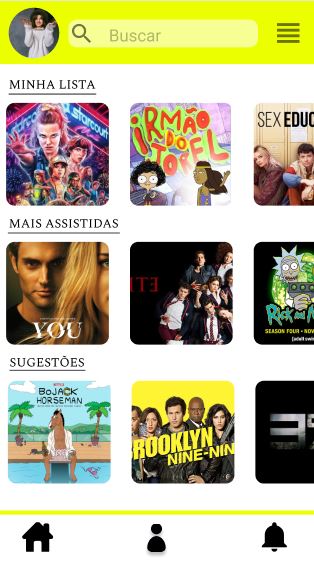 Buscar
MINHA LISTA
Starcourt
IRMÃO
DO
JOREL
SEX EDUC
MAIS ASSISTIDAS
YOU
Rick and M
SEASON FOUR - NOV
[adult swim
SUGESTÕES
NETFLIX
BOJACK
HORSEMAN
BROOKLYN
NINE-NIN